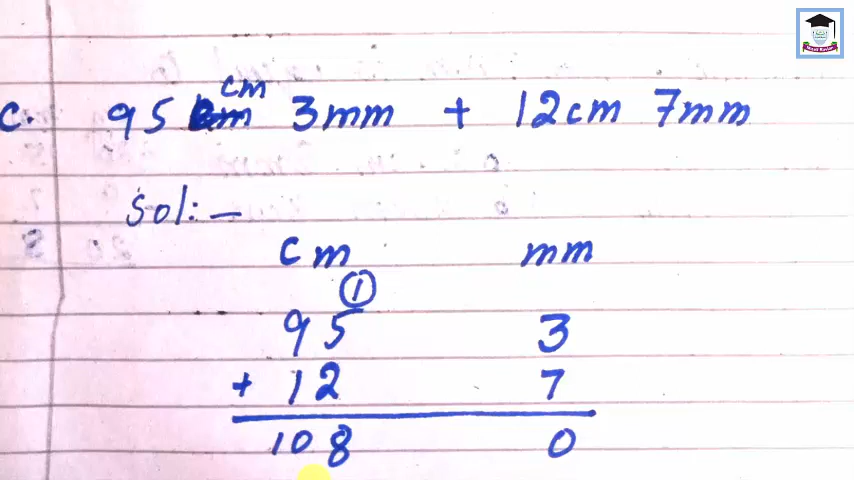 c. 95 cm 3mm + 12cm 7mm
Sol:—
cm mm
1
95 3
+ 12 7
108 0